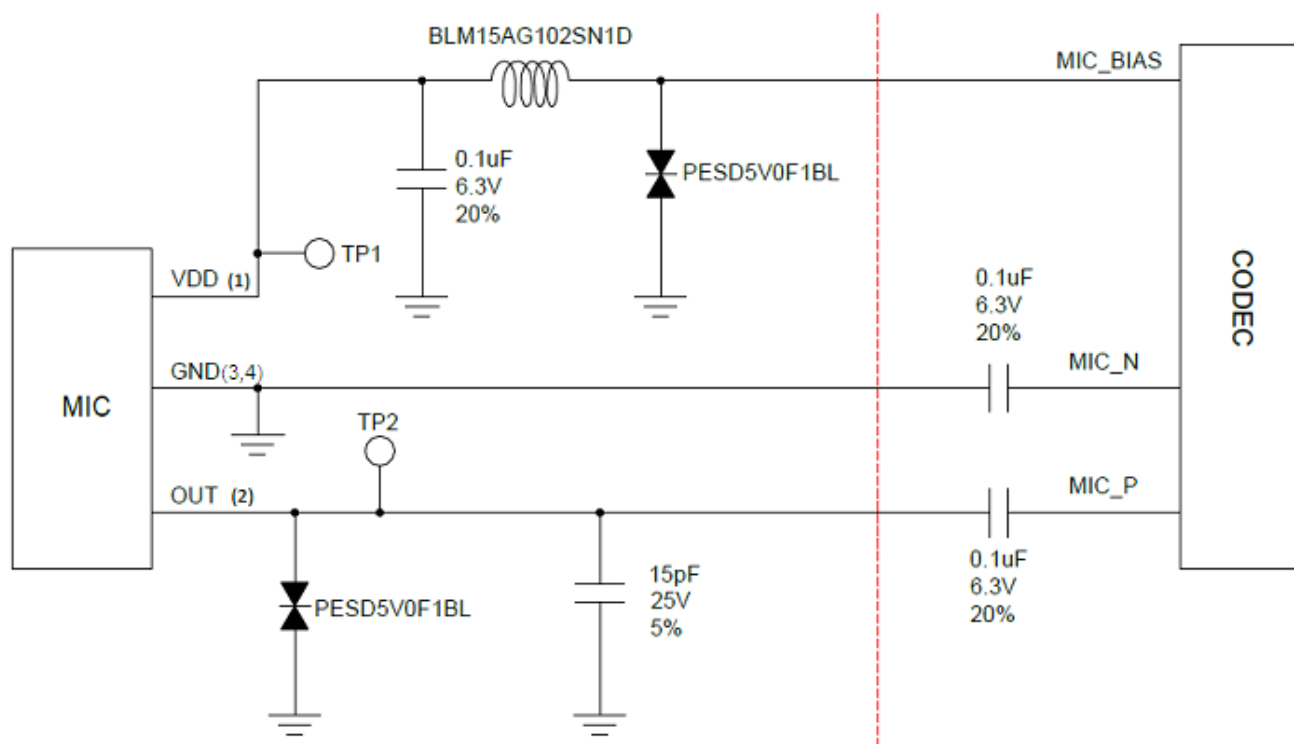 BLM15AG102SN1D
MIC_BIAS
0.1uF
6.3V
20%
PESD5V0F1BL
TP1
VDD (1)
0.1uF
6.3V
20%
CODEC
GND(3,4)
MIC_N
MIC
TP2
OUT (2)
MIC_P
PESD5V0F1BL
15pF
25V
5%
0.1uF
6.3V
20%